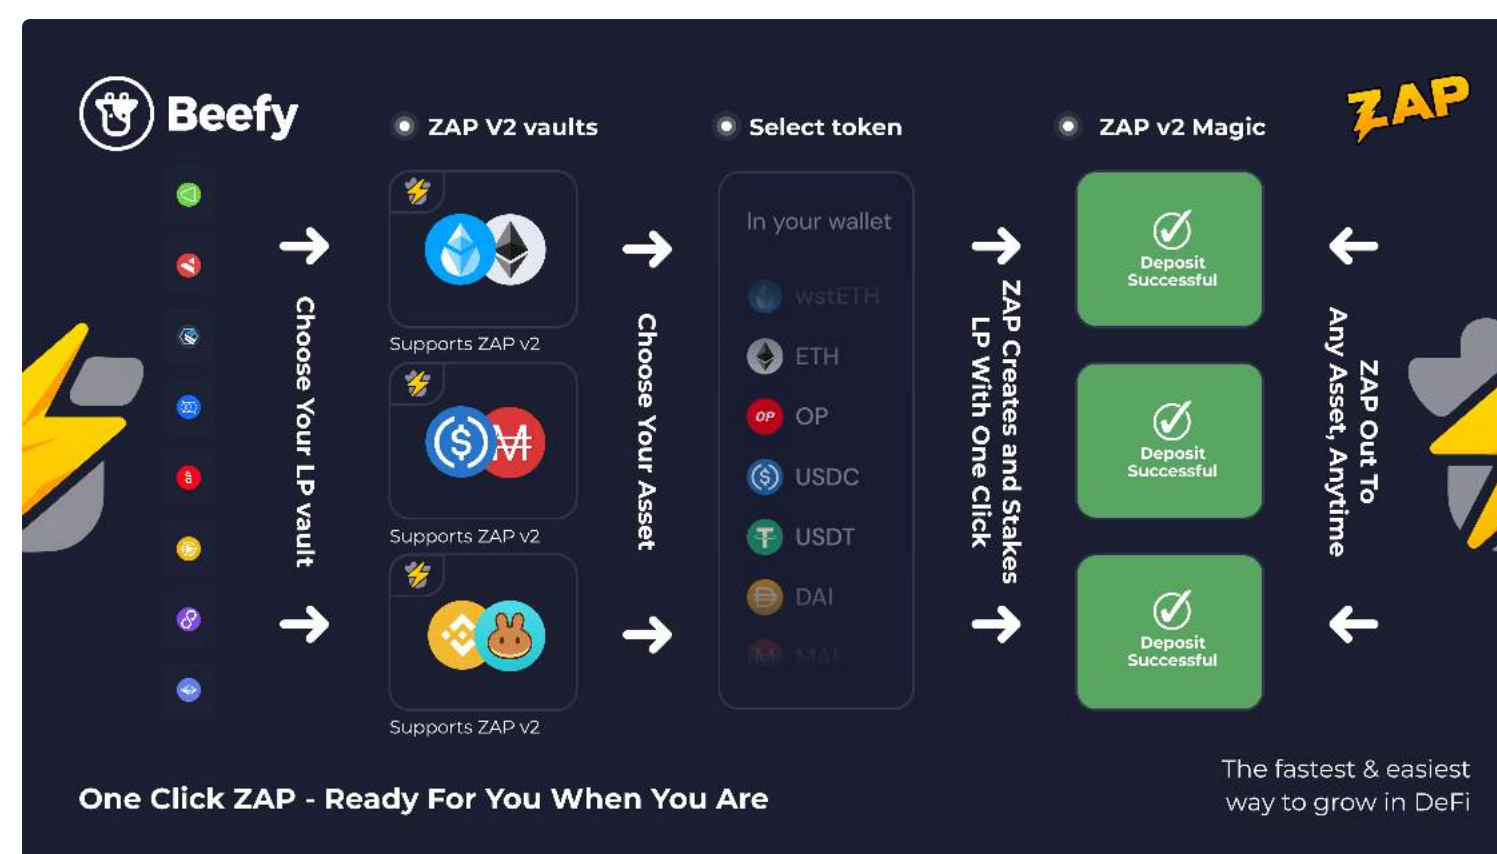 Beefy
ZAP V2 vaults
Select token
ZAP v2 Magic
ZAP
Choose Your LP vault
Supports ZAP v2
Supports ZAP v2
Supports ZAP v2
Choose Your Asset
In your wallet
wstETH
ETH
OP OP
USDC
USDT
DAI
MAI
ZAP Creates and Stakes
LP With One Click
Deposit
Successful
Deposit
Successful
Deposit
Successful
ZAP Out To
Any Asset, Anytime
One Click ZAP - Ready For You When You Are
The fastest & easiest
way to grow in DeFi